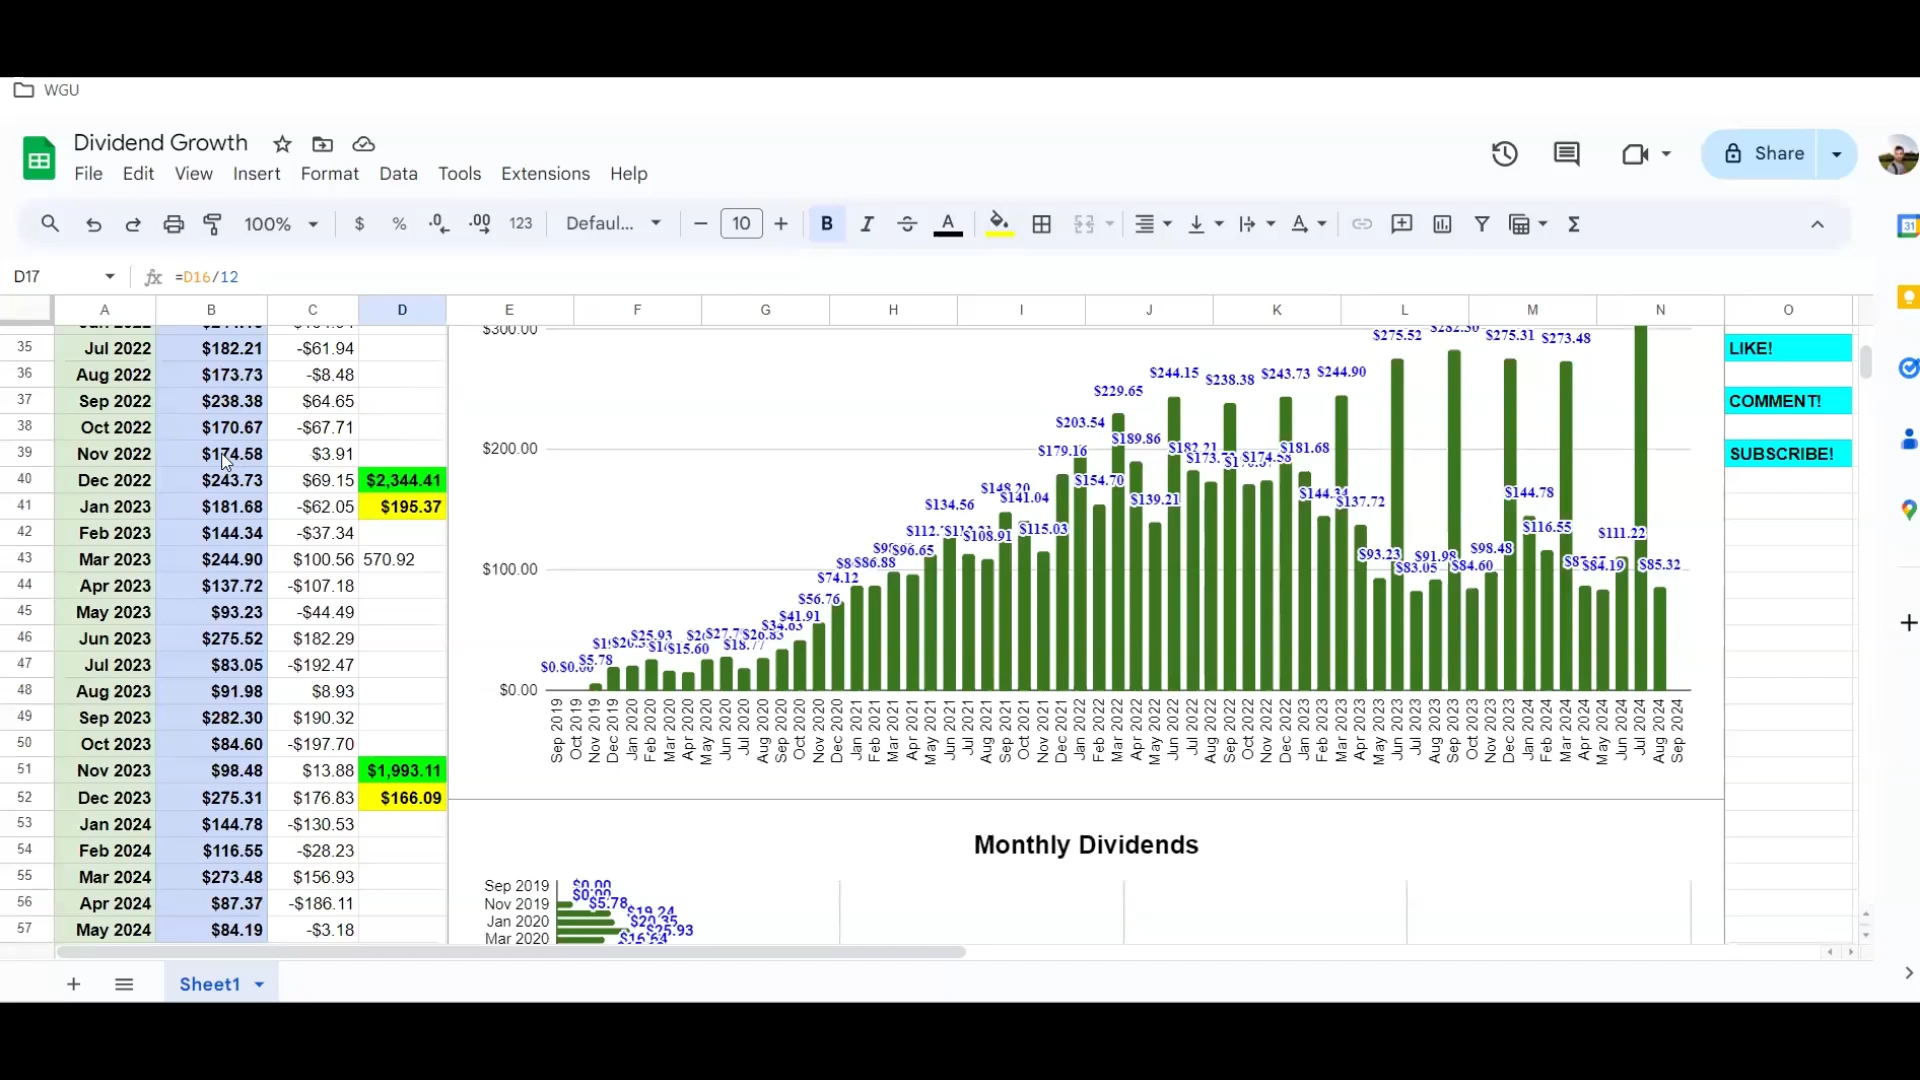 WGU
Dividend Growth
File Edit View Insert Format Data Tools Extensions Help
Share
100% $ % .0 .00 123 Defaul... 10 B I A
31
D17 fx =D16/12
A B C D E F G H I J K L M N O
35 Jul 2022 $182.21 -$61.94
36 Aug 2022 $173.73 -$8.48
37 Sep 2022 $238.38 $64.65
38 Oct 2022 $170.67 -$67.71
39 Nov 2022 $174.58 $3.91
40 Dec 2022 $243.73 $69.15 $2,344.41
41 Jan 2023 $181.68 -$62.05 $195.37
42 Feb 2023 $144.34 -$37.34
43 Mar 2023 $244.90 $100.56 570.92
44 Apr 2023 $137.72 -$107.18
45 May 2023 $93.23 -$44.49
46 Jun 2023 $275.52 $182.29
47 Jul 2023 $83.05 -$192.47
48 Aug 2023 $91.98 $8.93
49 Sep 2023 $282.30 $190.32
50 Oct 2023 $84.60 -$197.70
51 Nov 2023 $98.48 $13.88 $1,993.11
52 Dec 2023 $275.31 $176.83 $166.09
53 Jan 2024 $144.78 -$130.53
54 Feb 2024 $116.55 -$28.23
55 Mar 2024 $273.48 $156.93
56 Apr 2024 $87.37 -$186.11
57 May 2024 $84.19 -$3.18
$300.00
$200.00
$100.00
$0.00
$5.78
$25.93
$15.60
$18.77
$26.83
$41.91
$56.76
$74.12
$86.88
$96.65
$134.56
$108.91
$148.20
$141.04
$115.03
$179.16
$203.54
$154.70
$229.65
$189.86
$139.21
$244.15
$182.21
$238.38
$174.58
$243.73
$181.68
$244.90
$137.72
$93.23
$275.52
$83.05
$91.98
$282.30
$84.60
$98.48
$275.31
$144.78
$116.55
$273.48
$84.19
$111.22
$85.32
Sep 2019 Oct 2019 Nov 2019 Dec 2019 Jan 2020 Feb 2020 Mar 2020 Apr 2020 May 2020 Jun 2020 Jul 2020 Aug 2020 Sep 2020 Oct 2020 Nov 2020 Dec 2020 Jan 2021 Feb 2021 Mar 2021 Apr 2021 May 2021 Jun 2021 Jul 2021 Aug 2021 Sep 2021 Oct 2021 Nov 2021 Dec 2021 Jan 2022 Feb 2022 Mar 2022 Apr 2022 May 2022 Jun 2022 Jul 2022 Aug 2022 Sep 2022 Oct 2022 Nov 2022 Dec 2022 Jan 2023 Feb 2023 Mar 2023 Apr 2023 May 2023 Jun 2023 Jul 2023 Aug 2023 Sep 2023 Oct 2023 Nov 2023 Dec 2023 Jan 2024 Feb 2024 Mar 2024 Apr 2024 May 2024 Jun 2024 Jul 2024 Aug 2024 Sep 2024
LIKE!
COMMENT!
SUBSCRIBE!
Monthly Dividends
Sep 2019 $0.00
$0.00
Nov 2019 $5.78
$19.24
Jan 2020 $20.35
$25.93
Mar 2020 $16.64
Sheet1